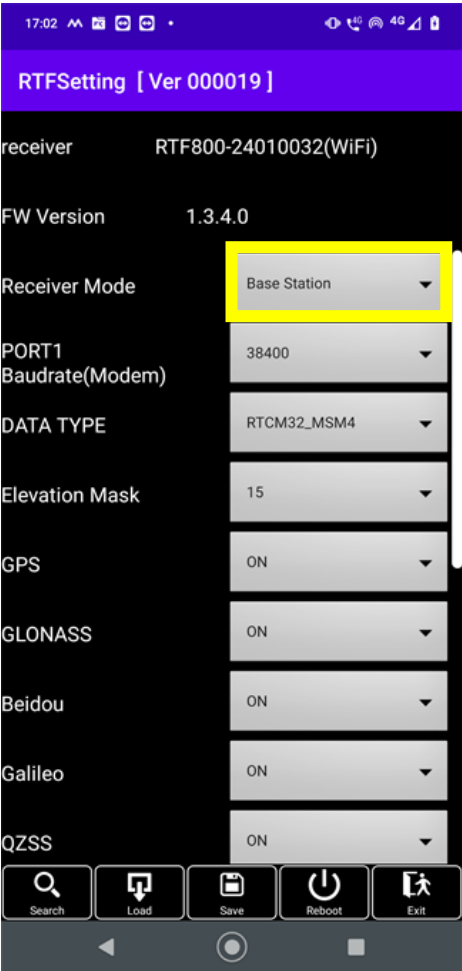 17:02
4G
4G
RTFSetting [ Ver 000019 ]
receiver RTF800-24010032(WiFi)
FW Version 1.3.4.0
Receiver Mode Base Station
PORT1
Baudrate(Modem) 38400
DATA TYPE RTCM32_MSM4
Elevation Mask 15
GPS ON
GLONASS ON
Beidou ON
Galileo ON
QZSS ON
Search Load Save Reboot Exit